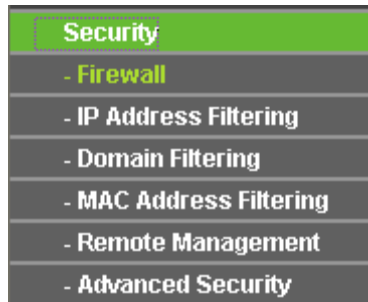 Security
- Firewall
- IP Address Filtering
- Domain Filtering
- MAC Address Filtering
- Remote Management
- Advanced Security